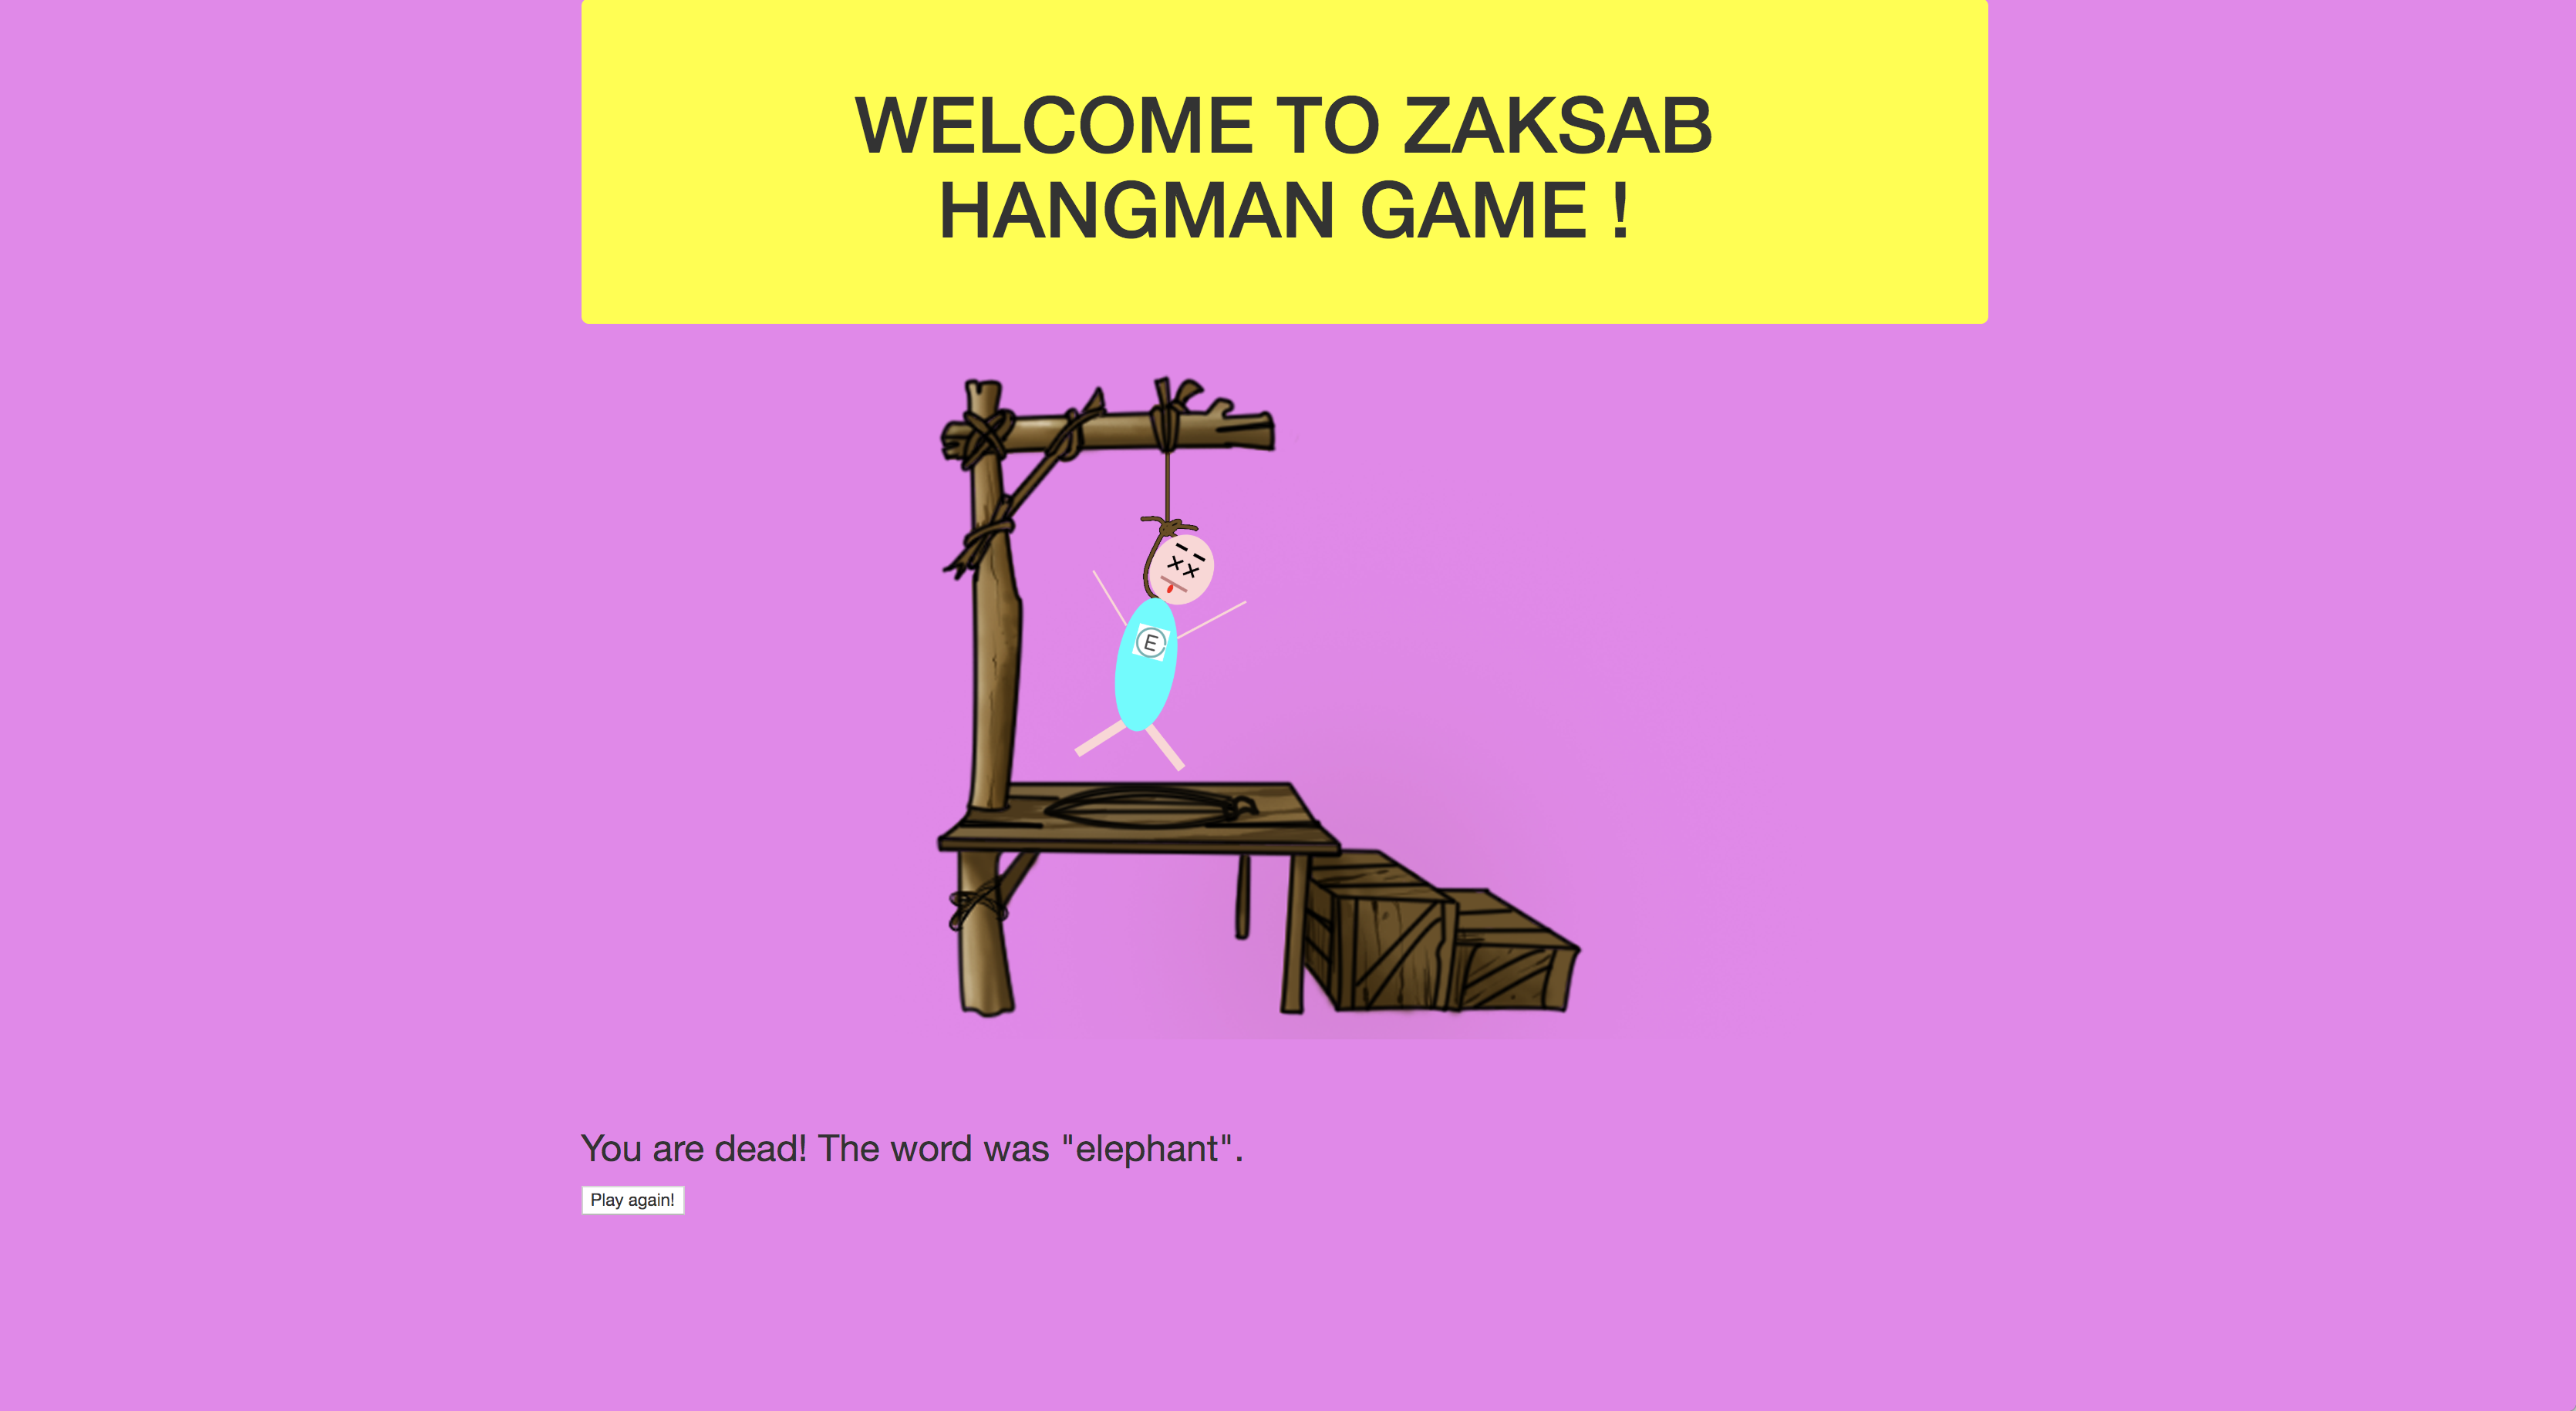 WELCOME TO ZAKSAB
HANGMAN GAME !
E
You are dead! The word was "elephant".
Play again!